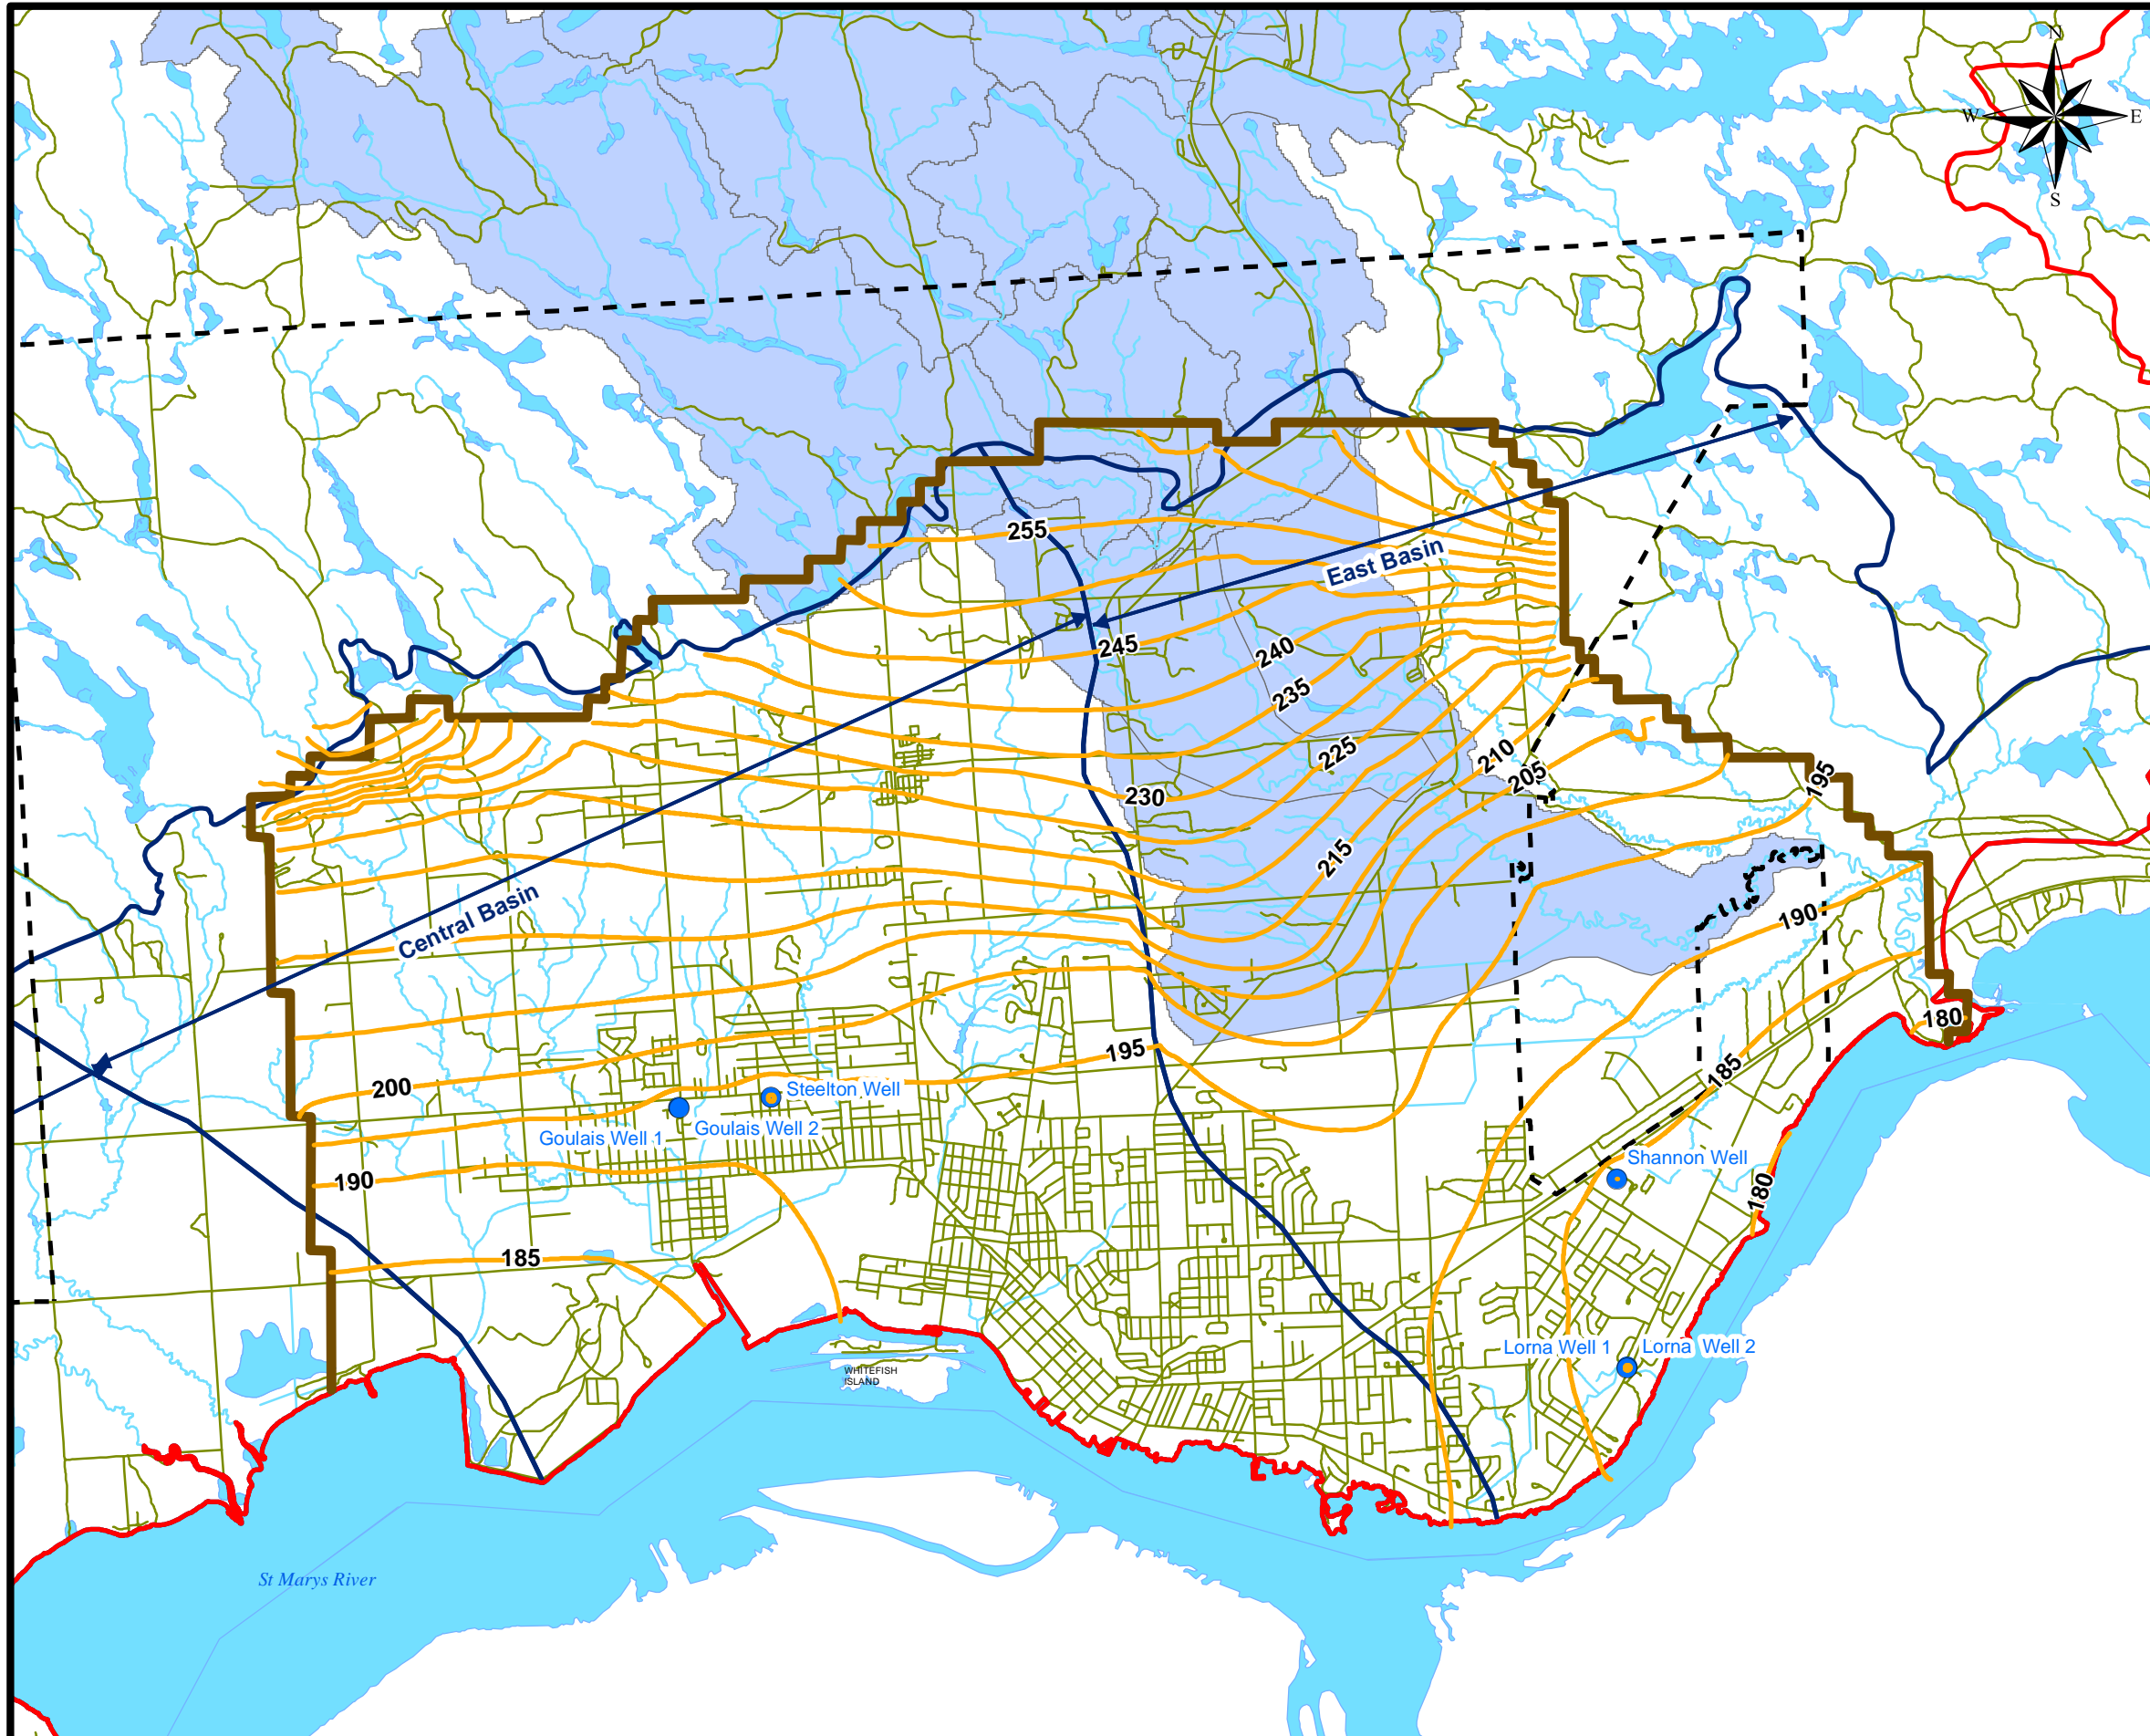 N
W
E
S
255
East Basin
245
240
235
225
210
205
195
230
215
Central Basin
190
180
195
200
185
Steelton Well
Goulais Well 2
Goulais Well 1
Shannon Well
190
180
185
Lorna Well 1
Lorna Well 2
WHITEFISH
ISLAND
St Marys River